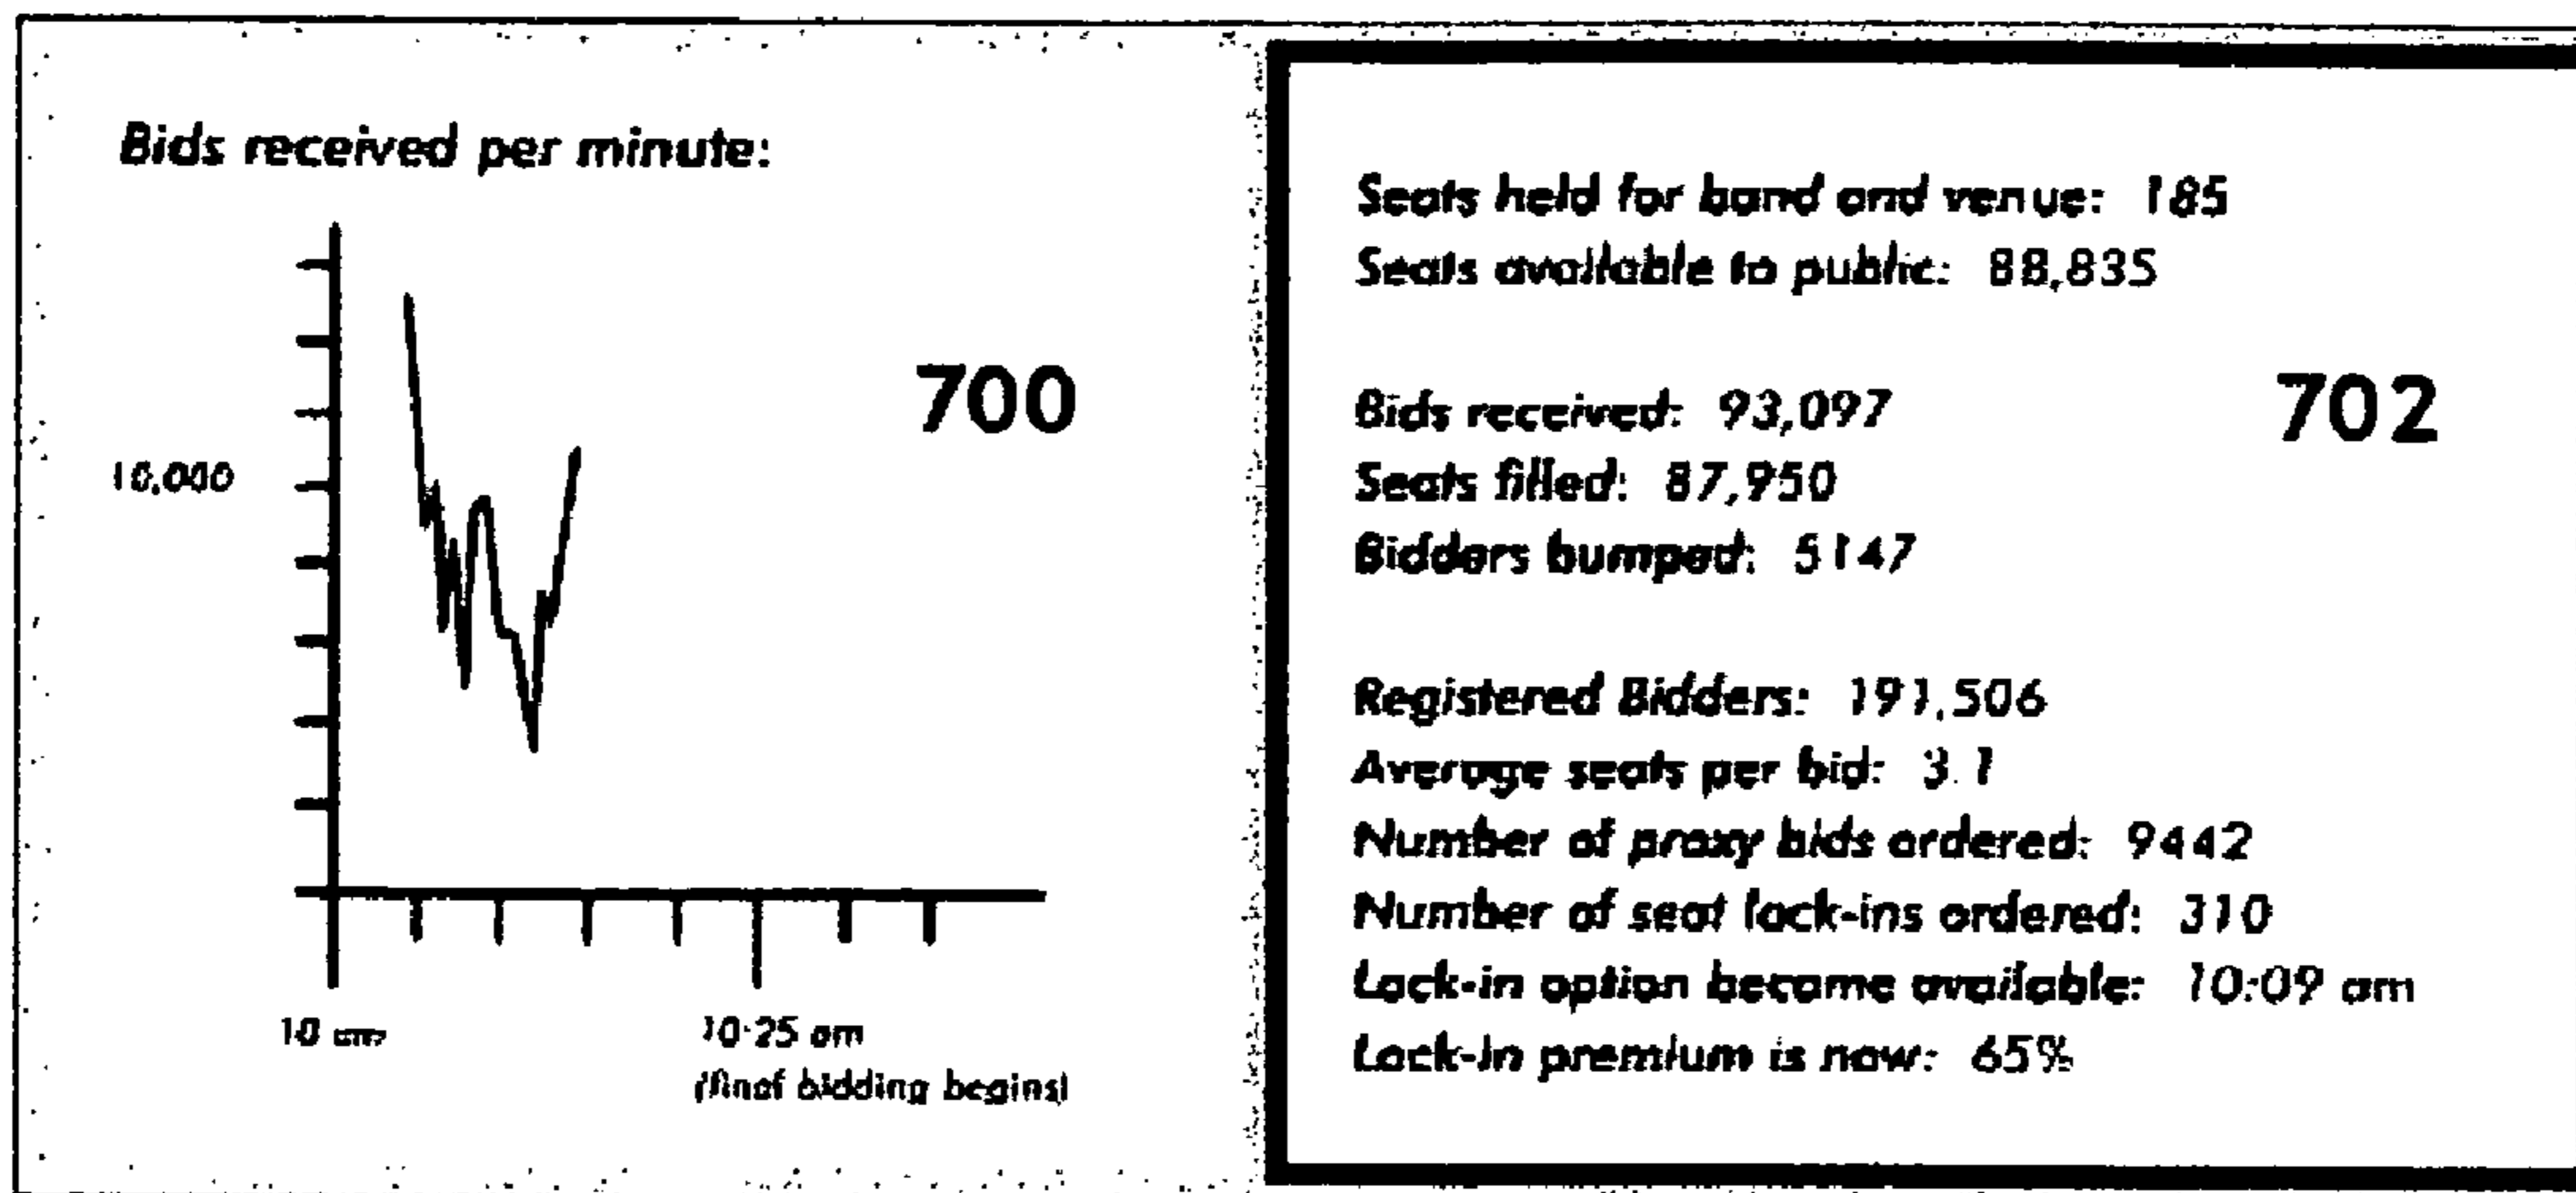 Bids received per minute:
700
10,000
10 am
10:25 am
(final bidding begins)
Seats held for band and venue: 185
Seats available to public: 88,835
Bids received: 93,097
702
Seats filled: 87,950
Bidders bumped: 5147
Registered Bidders: 191,506
Average seats per bid: 3.1
Number of proxy bids ordered: 9442
Number of seat lock-ins ordered: 310
Lock-in option became available: 10:09 am
Lock-in premium is now: 65%